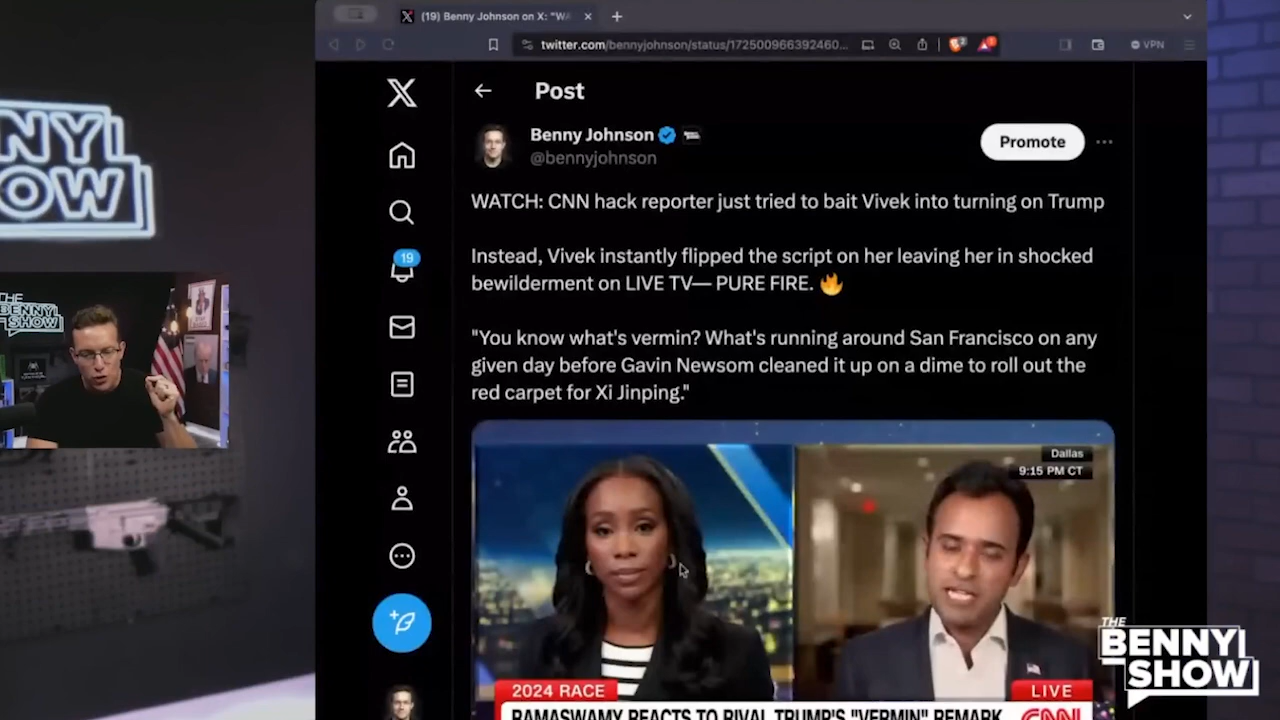 (19) Benny Johnson on X: "WA
twitter.com/bennyjohnson/status/172500966392460...
VPN
NY
OW
Post
Benny Johnson
@bennyjohnson
Promote
WATCH: CNN hack reporter just tried to bait Vivek into turning on Trump
Instead, Vivek instantly flipped the script on her leaving her in shocked
bewilderment on LIVE TV— PURE FIRE. 🔥
"You know what's vermin? What's running around San Francisco on any
given day before Gavin Newsom cleaned it up on a dime to roll out the
red carpet for Xi Jinping."
19
THE
BENNY
SHOW
Dallas
9:15 PM CT
2024 RACE
LIVE
RAMASWAMY REACTS TO RIVAL TRUMP'S "VERMIN" REMARK
CNN
THE
BENNY
SHOW